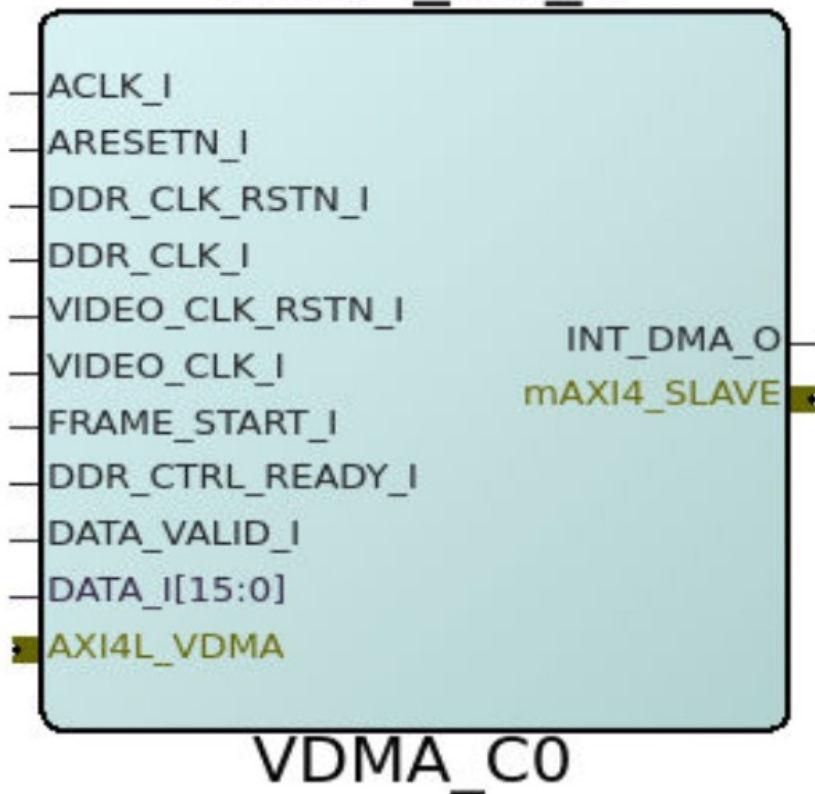 ACLK_I
ARESETN_I
DDR_CLK_RSTN_I
DDR_CLK_I
VIDEO_CLK_RSTN_I
VIDEO_CLK_I
FRAME_START_I
DDR_CTRL_READY_I
DATA_VALID_I
DATA_I[15:0]
AXI4L_VDMA
INT_DMA_O
mAXI4_SLAVE
VDMA_C0